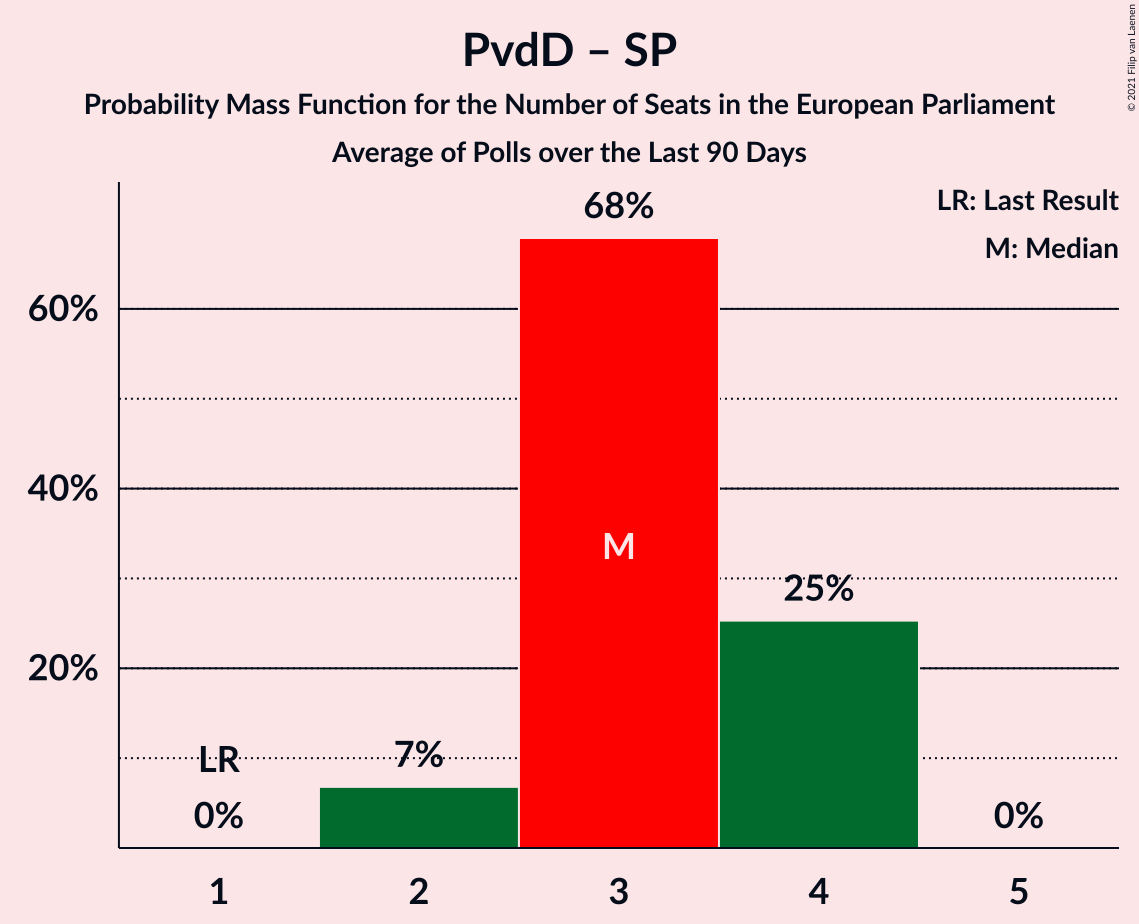 PvdD – SP
Probability Mass Function for the Number of Seats in the European Parliament
Average of Polls over the Last 90 Days
© 2021 Filip van Laenen
LR: Last Result
M: Median
68%
60%
40%
M
25%
20%
LR
7%
0%
0%
1 2 3 4 5